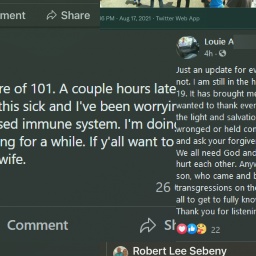 ment
Share
PM · Aug 17, 2021 · Twitter Web App
re of 101. A couple hours late
this sick and I've been worryin
sed immune system. I'm doin
ng for a while. If y'all want to
wife.
26
Comment
Sh
Louie A
4h
Just an update for ev
not. I am still in the h
19. It has brought me
wanted to thank ever
the light and salvatio
wronged or held con
and ask your forgive
We all need God and
hurt each other. Any
son, who came and b
transgressions on the
all to get to fully know
Thank you for listenin
22
Robert Lee Sebeny